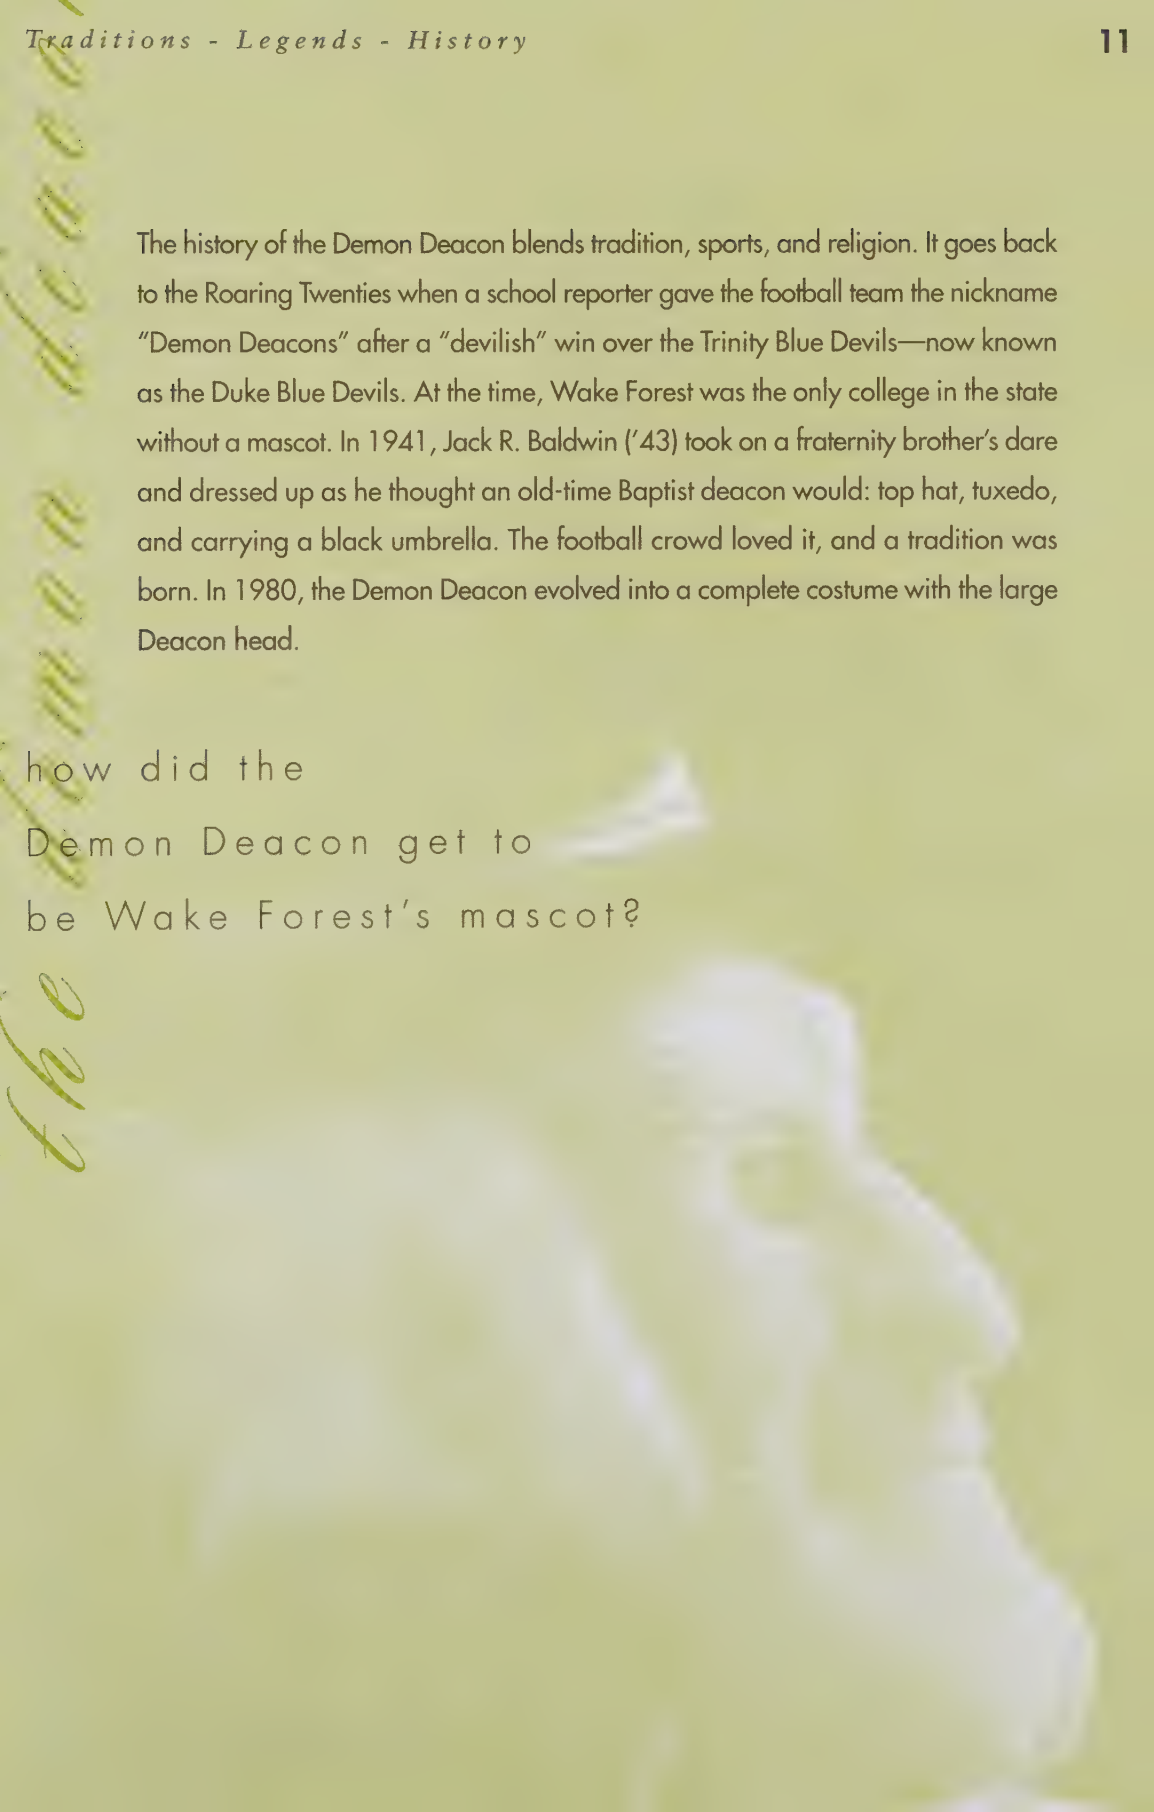 Traditions - Legends - History
11
The history of the Demon Deacon blends tradition, sports, and religion. It goes back
to the Roaring Twenties when a school reporter gave the football team the nickname
"Demon Deacons" after a "devilish" win over the Trinity Blue Devils—now known
as the Duke Blue Devils. At the time, Wake Forest was the only college in the state
without a mascot. In 1941, Jack R. Baldwin ('43) took on a fraternity brother's dare
and dressed up as he thought an old-time Baptist deacon would: top hat, tuxedo,
and carrying a black umbrella. The football crowd loved it, and a tradition was
born. In 1980, the Demon Deacon evolved into a complete costume with the large
Deacon head.
how did the
Demon Deacon get to
be Wake Forest's mascot?
the demon deacon